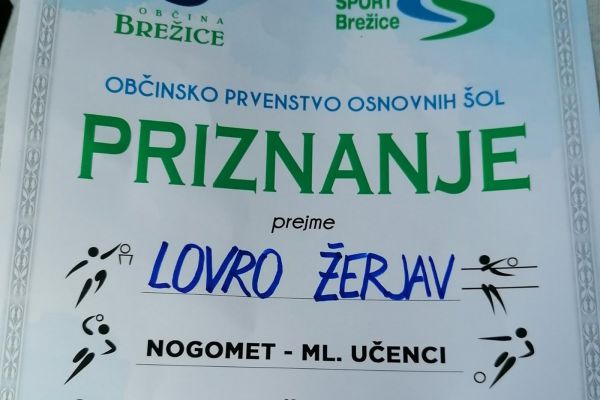 OBČINA
BREŽICE
ŠPORT
Brežice
OBČINSKO PRVENSTVO OSNOVNIH ŠOL
PRIZNANJE
prejme
LOVRO ŽERJAV
NOGOMET - ML. UČENCI